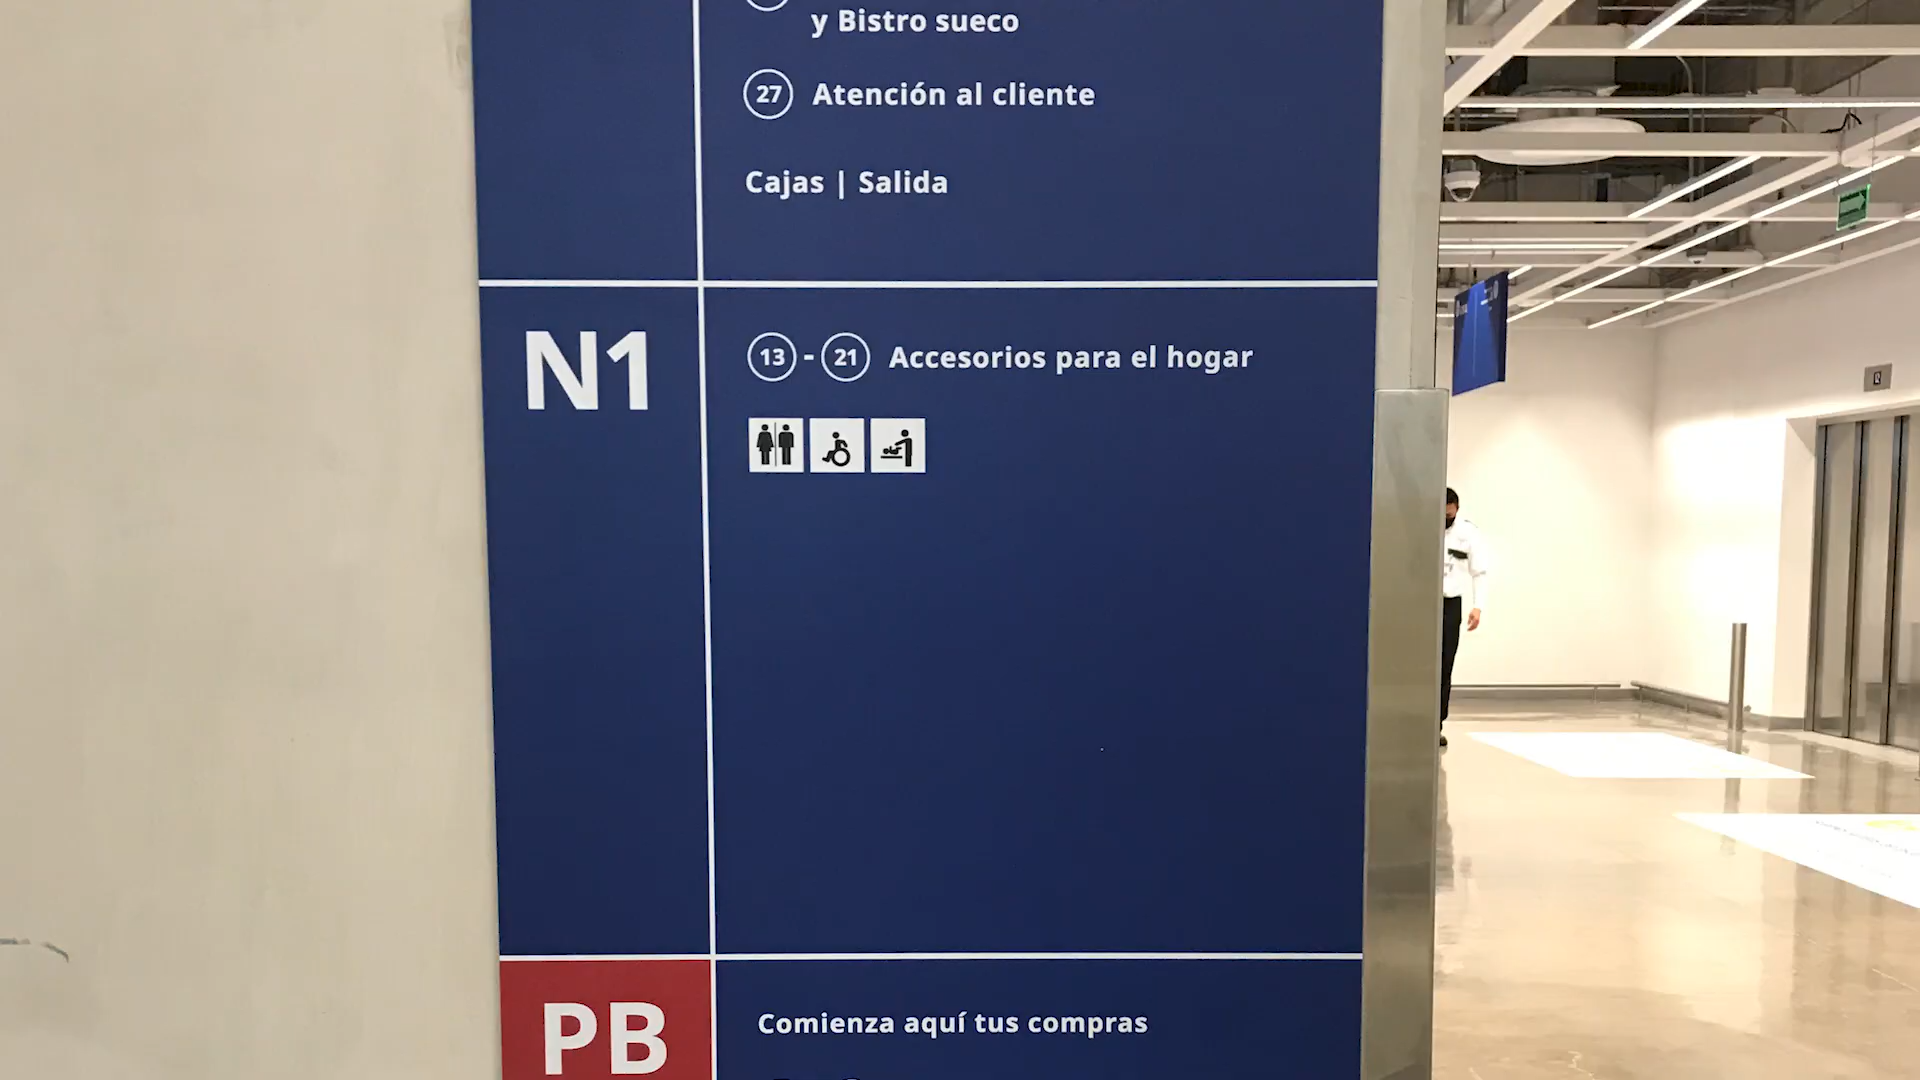 y Bistro sueco
27 Atención al cliente
Cajas | Salida
N1
13 - 21 Accesorios para el hogar
PB
Comienza aquí tus compras